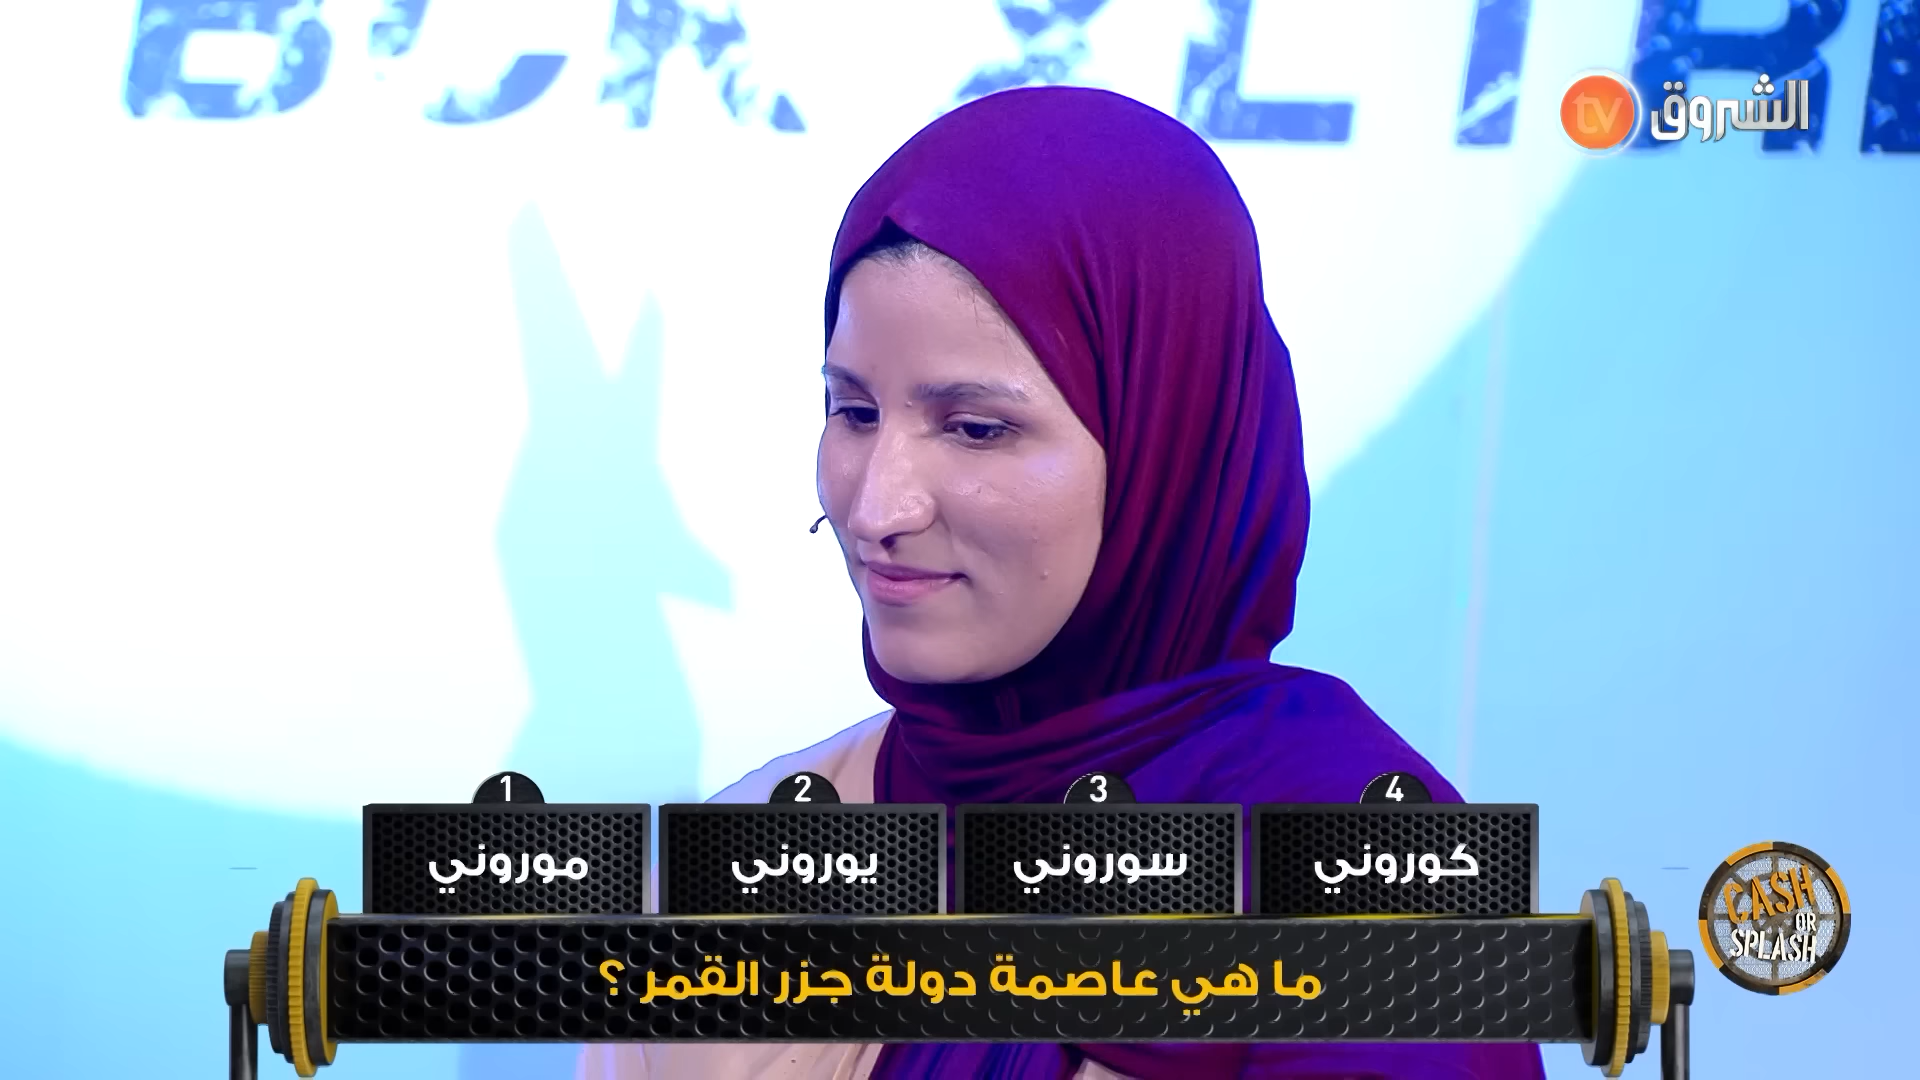 tv الشروق
1
موروني
2
يوروني
3
سوروني
4
كوروني
ما هي عاصمة دولة جزر القمر ؟
CASH
OR
SPLASH